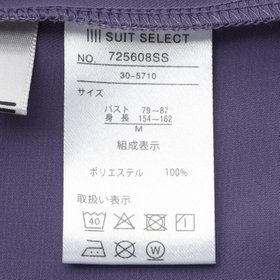 SUIT SELECT
NO. 725608SS
30-5710
サイズ
バスト 79~87
身長 154~162
M
組成表示
ポリエステル 100%
取扱い表示
40
W